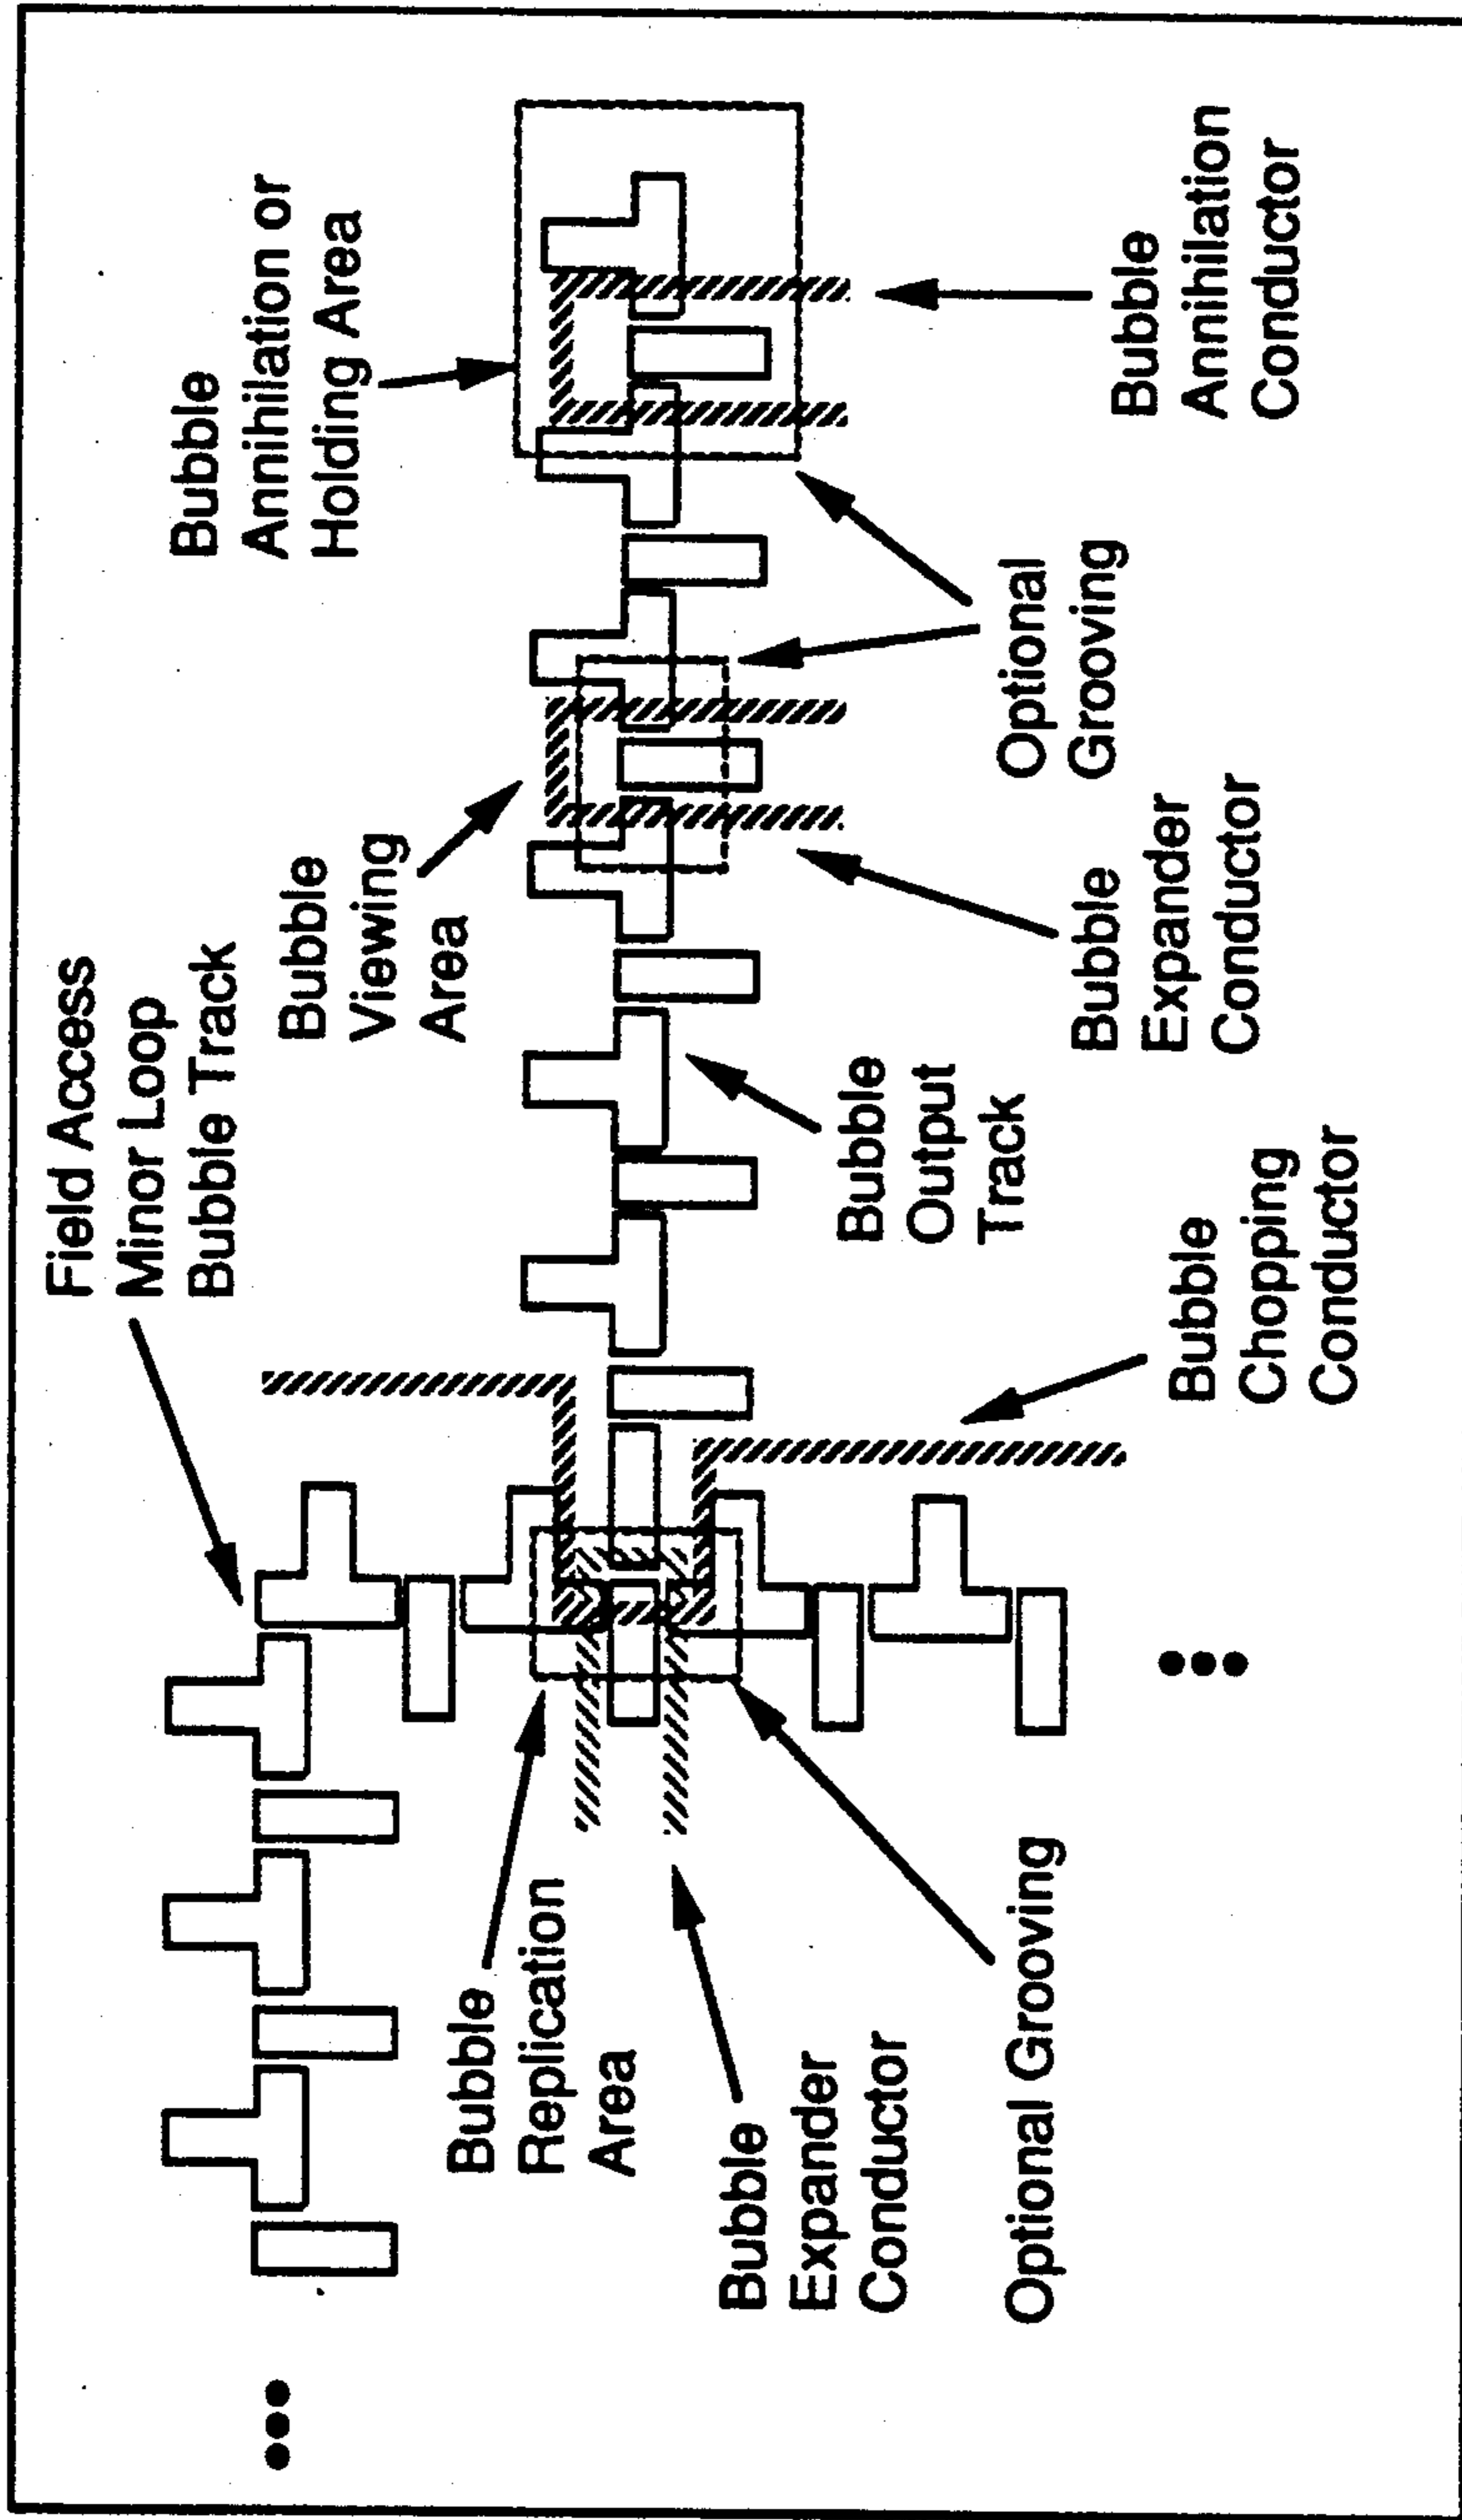 Field Access
Minor Loop
Bubble Track
Bubble
Annihilation or
Holding Area
Bubble
Viewing
Area
Bubble
Replication
Area
Bubble
Expander
Conductor
Optional Grooving
Bubble
Chopping
Conductor
Bubble
Output
Track
Bubble
Expander
Conductor
Optional
Grooving
Bubble
Annihilation
Conductor